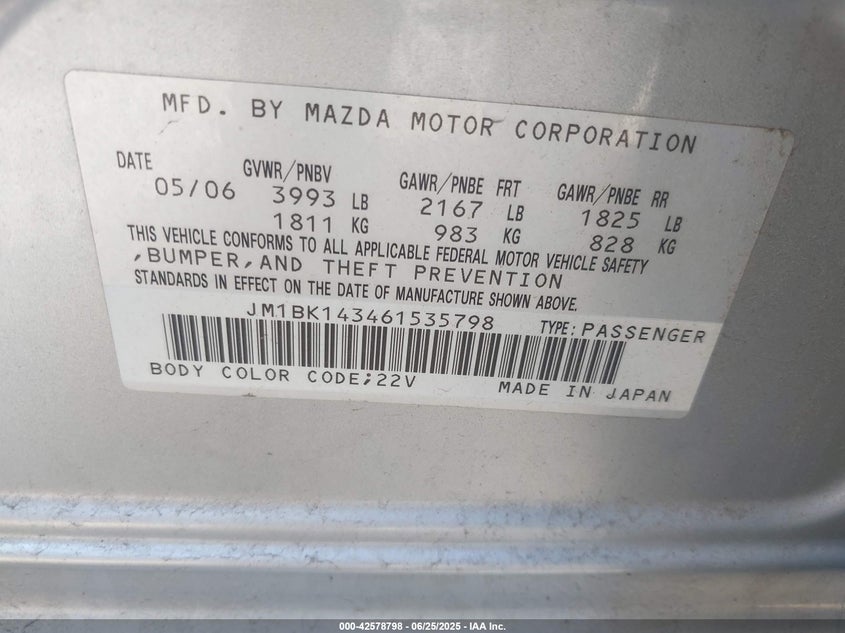 MFD. BY MAZDA MOTOR CORPORATION
DATE GVWR/PNBV GAWR/PNBE FRT GAWR/PNBE RR
05/06 3993 LB 2167 LB 1825 LB
1811 KG 983 KG 828 KG
THIS VEHICLE CONFORMS TO ALL APPLICABLE FEDERAL MOTOR VEHICLE SAFETY
,BUMPER,AND THEFT PREVENTION
STANDARDS IN EFFECT ON THE DATE OF MANUFACTURE SHOWN ABOVE.
JM1BK143461535798 TYPE: PASSENGER
BODY COLOR CODE;22V MADE IN JAPAN
000-42578798 - 06/25/2025 - IAA Inc.